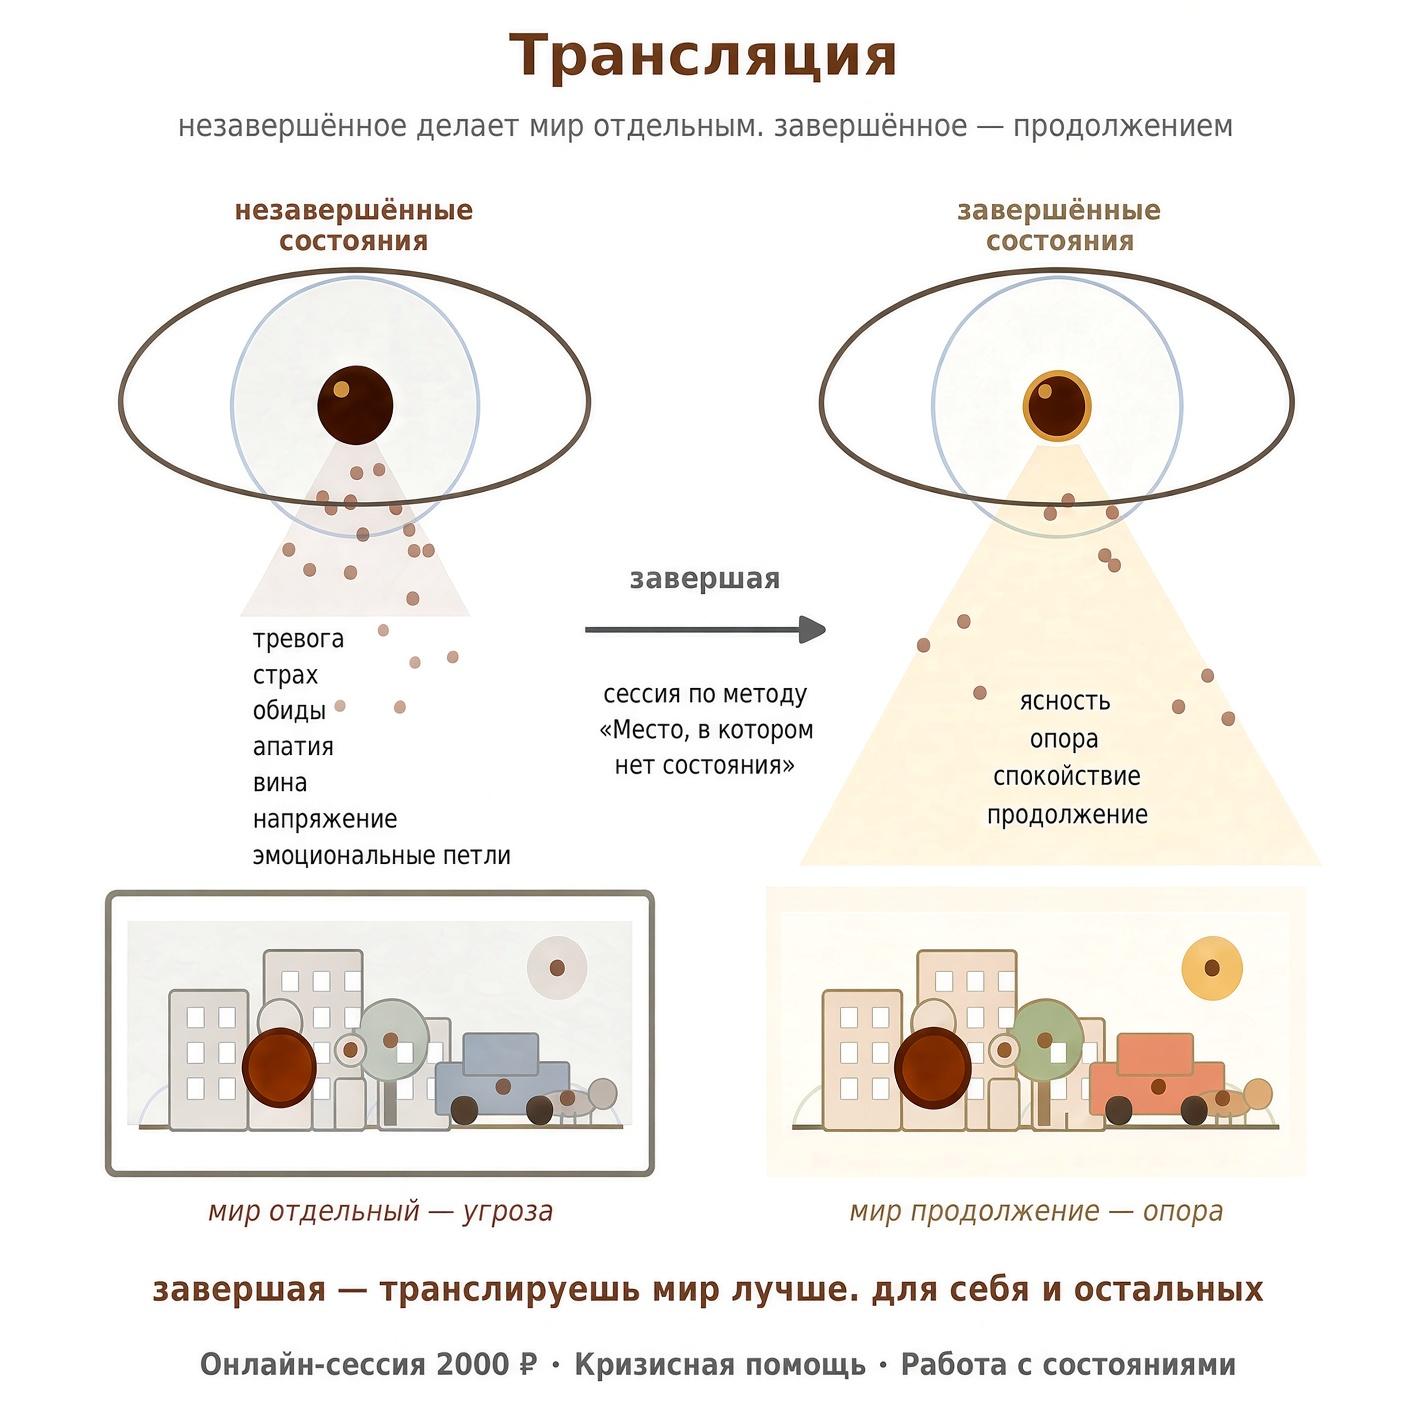 Трансляция
незавершённое делает мир отдельным. завершённое — продолжением
незавершённые
состояния
завершённые
состояния
тревога
страх
обиды
апатия
вина
напряжение
эмоциональные петли
завершая
сессия по методу
«Место, в котором
нет состояния»
ясность
опора
спокойствие
продолжение
мир отдельный — угроза
мир продолжение — опора
завершая — транслируешь мир лучше. для себя и остальных
Онлайн-сессия 2000 ₽ · Кризисная помощь · Работа с состояниями